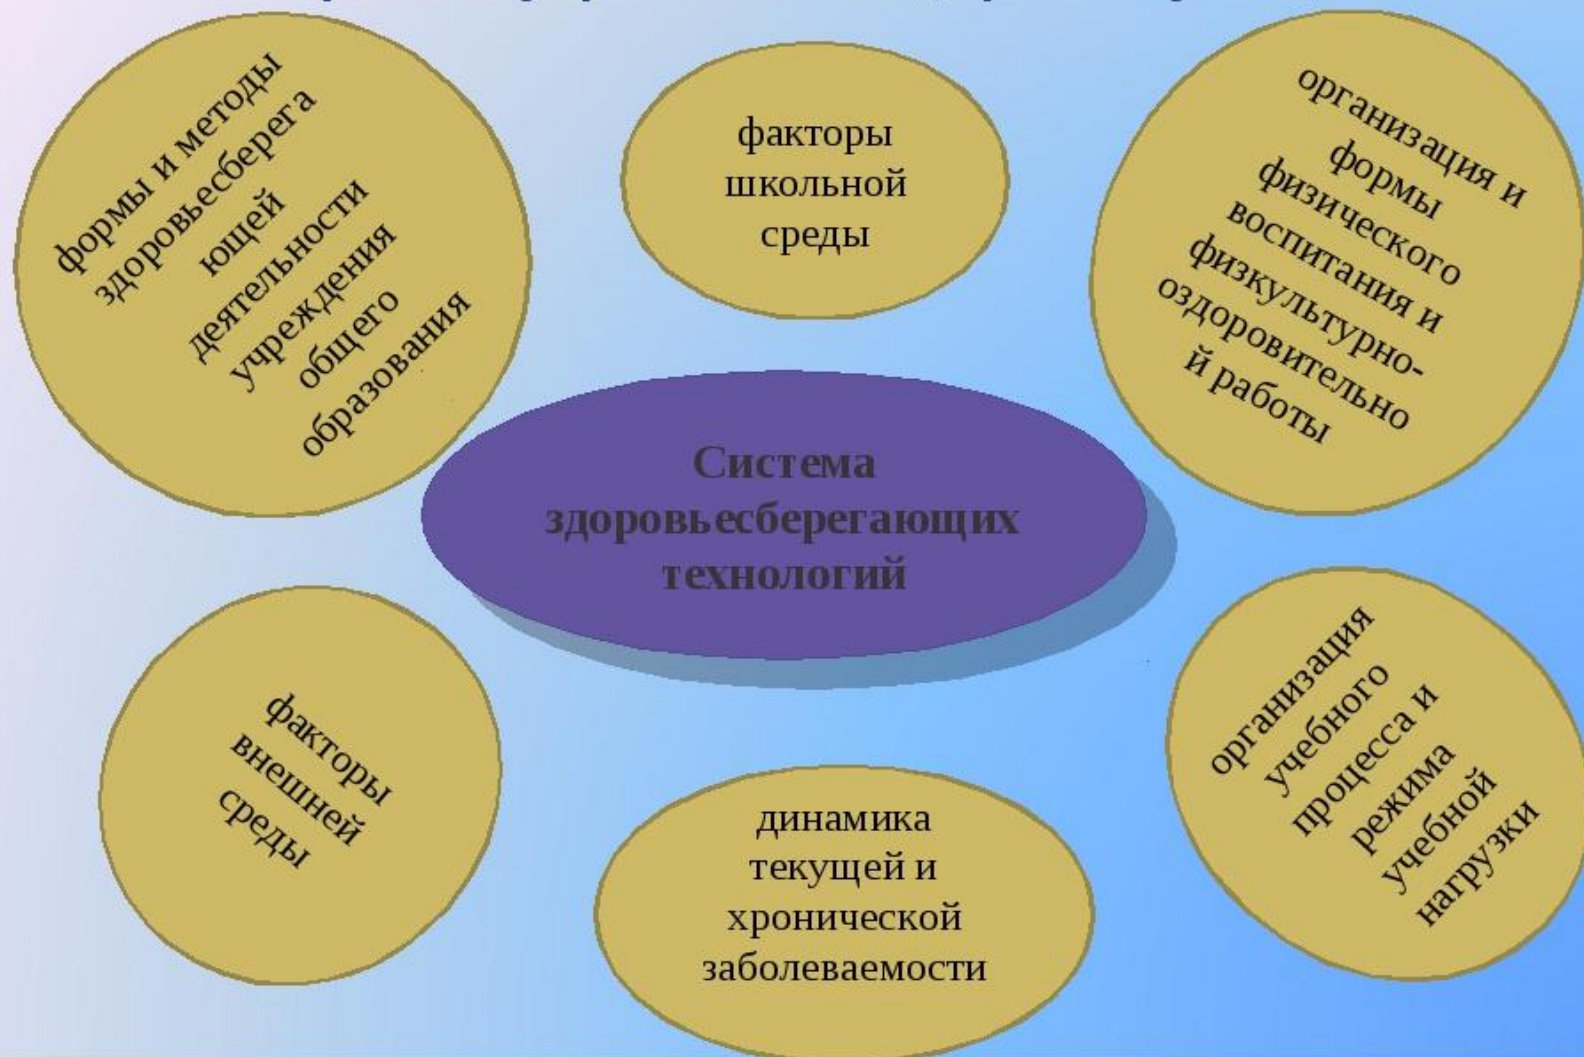 формы и методы
здоровьесберега
ющей
деятельности
учреждения
общего
образования
факторы
школьной
среды
организация и
формы
физического
воспитания и
физкультурно-
оздоровительно
й работы
Система
здоровьесберегающих
технологий
факторы
внешней
среды
динамика
текущей и
хронической
заболеваемости
организация
учебного
процесса и
режима
учебной
нагрузки